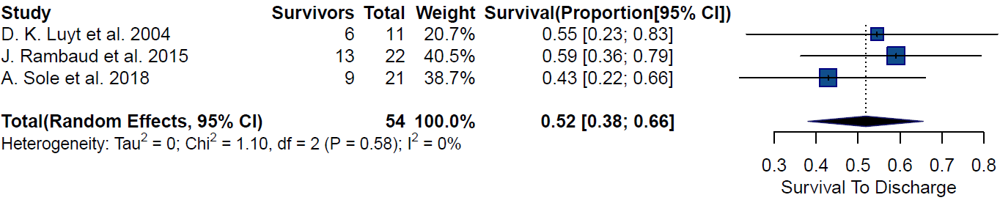 Study Survivors Total Weight Survival(Proportion[95% CI])
D. K. Luyt et al. 2004 6 11 20.7% 0.55 [0.23; 0.83]
J. Rambaud et al. 2015 13 22 40.5% 0.59 [0.36; 0.79]
A. Sole et al. 2018 9 21 38.7% 0.43 [0.22; 0.66]
Total(Random Effects, 95% CI) 54 100.0% 0.52 [0.38; 0.66]
Heterogeneity: Tau² = 0; Chi² = 1.10, df = 2 (P = 0.58); I² = 0%
0.3 0.4 0.5 0.6 0.7 0.8
Survival To Discharge